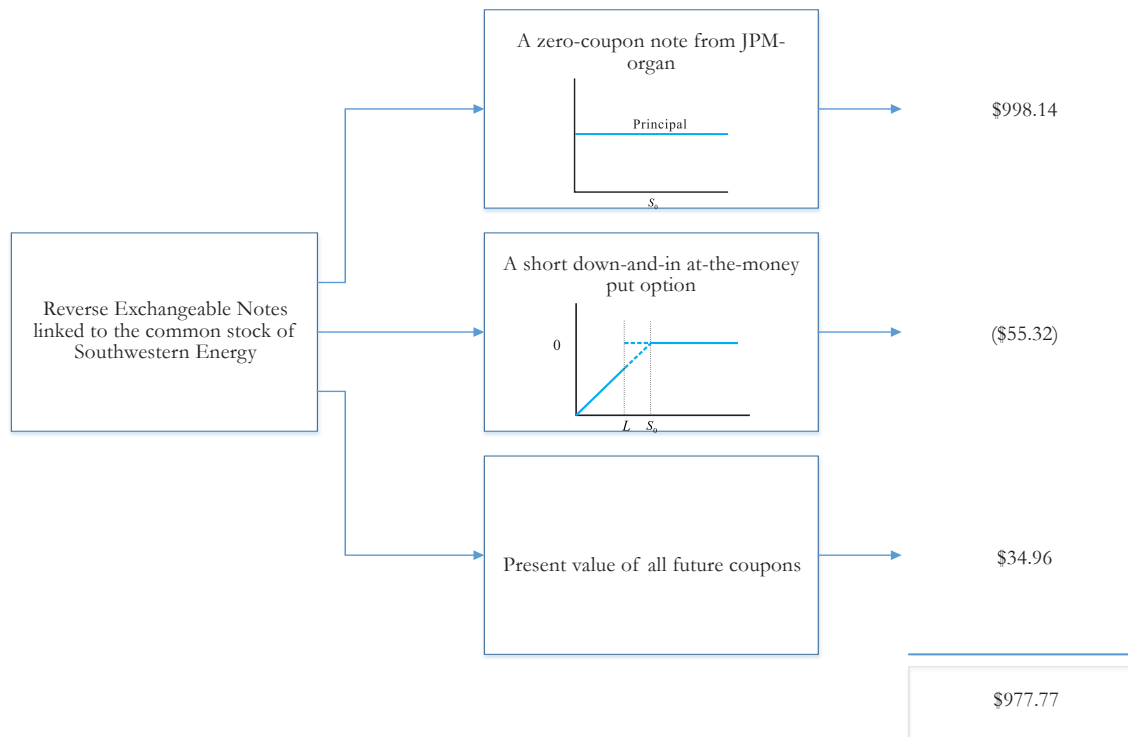 A zero-coupon note from JPM-
organ
Principal
S₀
$998.14
Reverse Exchangeable Notes
linked to the common stock of
Southwestern Energy
A short down-and-in at-the-money
put option
0
L S₀
($55.32)
Present value of all future coupons
$34.96
$977.77